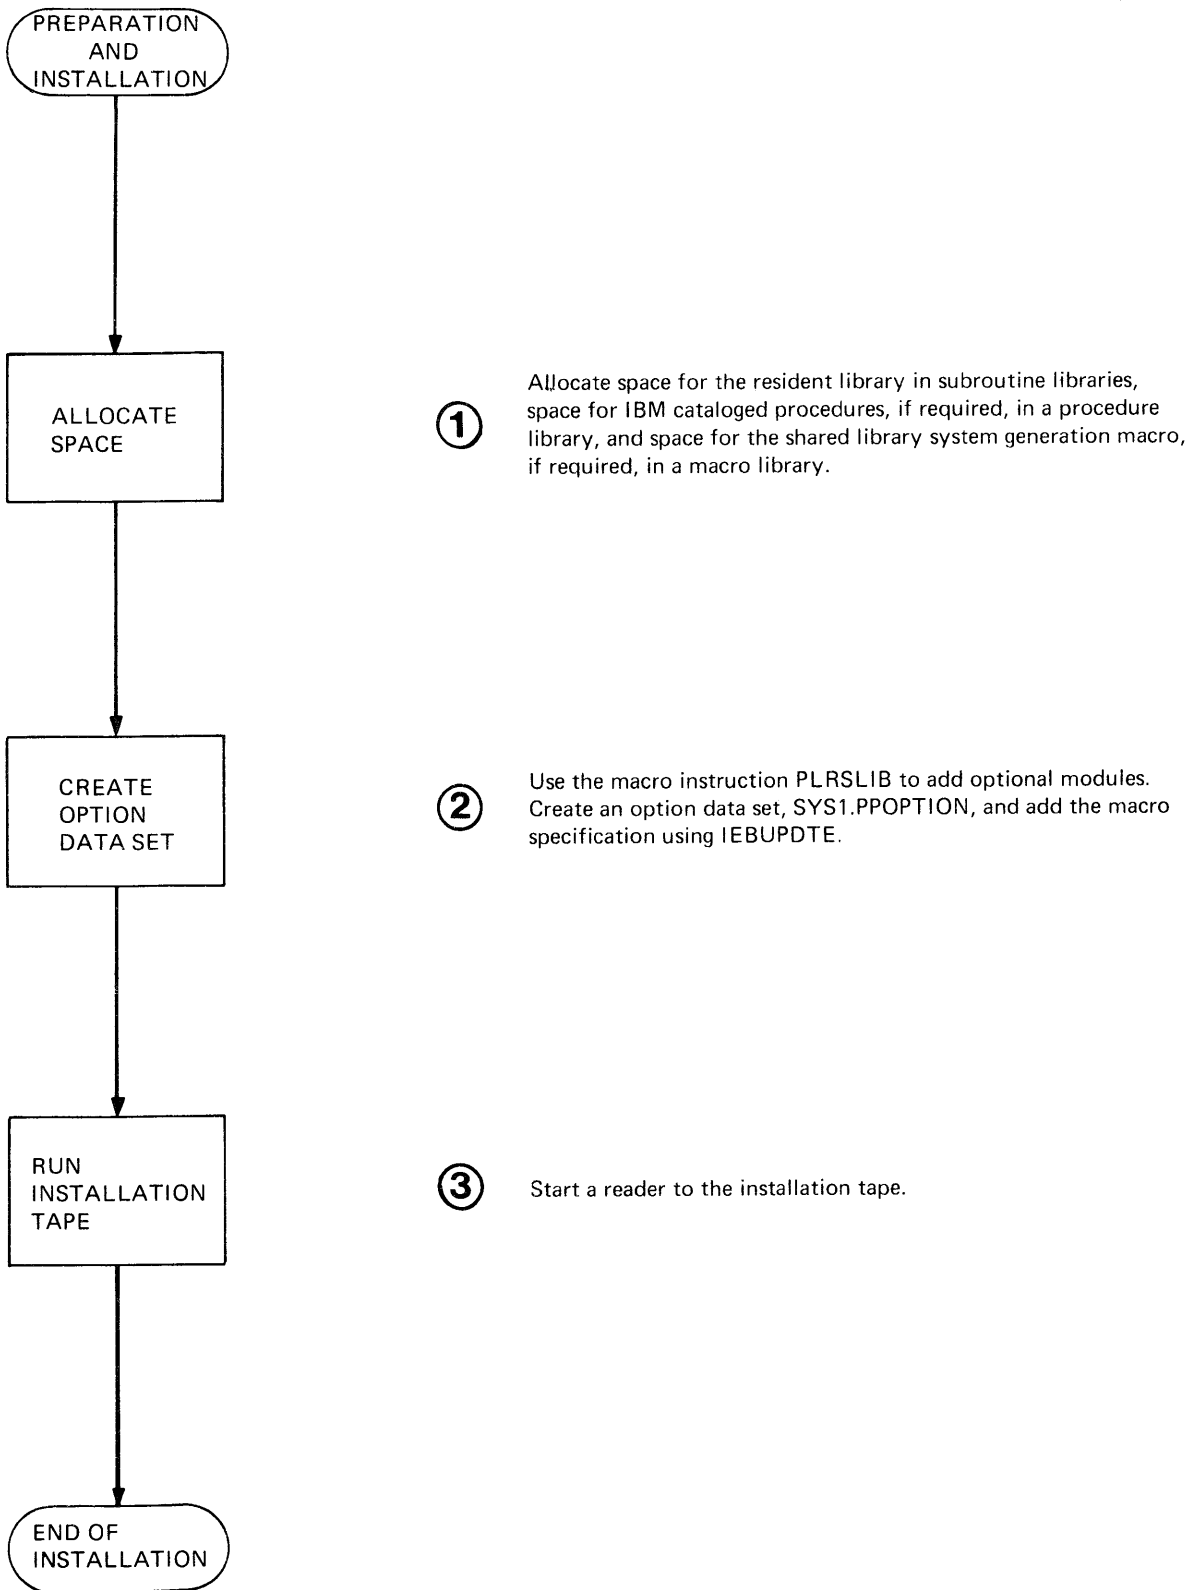 PREPARATION
AND
INSTALLATION
ALLOCATE
SPACE
1
Allocate space for the resident library in subroutine libraries,
space for IBM cataloged procedures, if required, in a procedure
library, and space for the shared library system generation macro,
if required, in a macro library.
CREATE
OPTION
DATA SET
2
Use the macro instruction PLRSLIB to add optional modules.
Create an option data set, SYS1.PPOPTION, and add the macro
specification using IEBUPDTE.
RUN
INSTALLATION
TAPE
3
Start a reader to the installation tape.
END OF
INSTALLATION